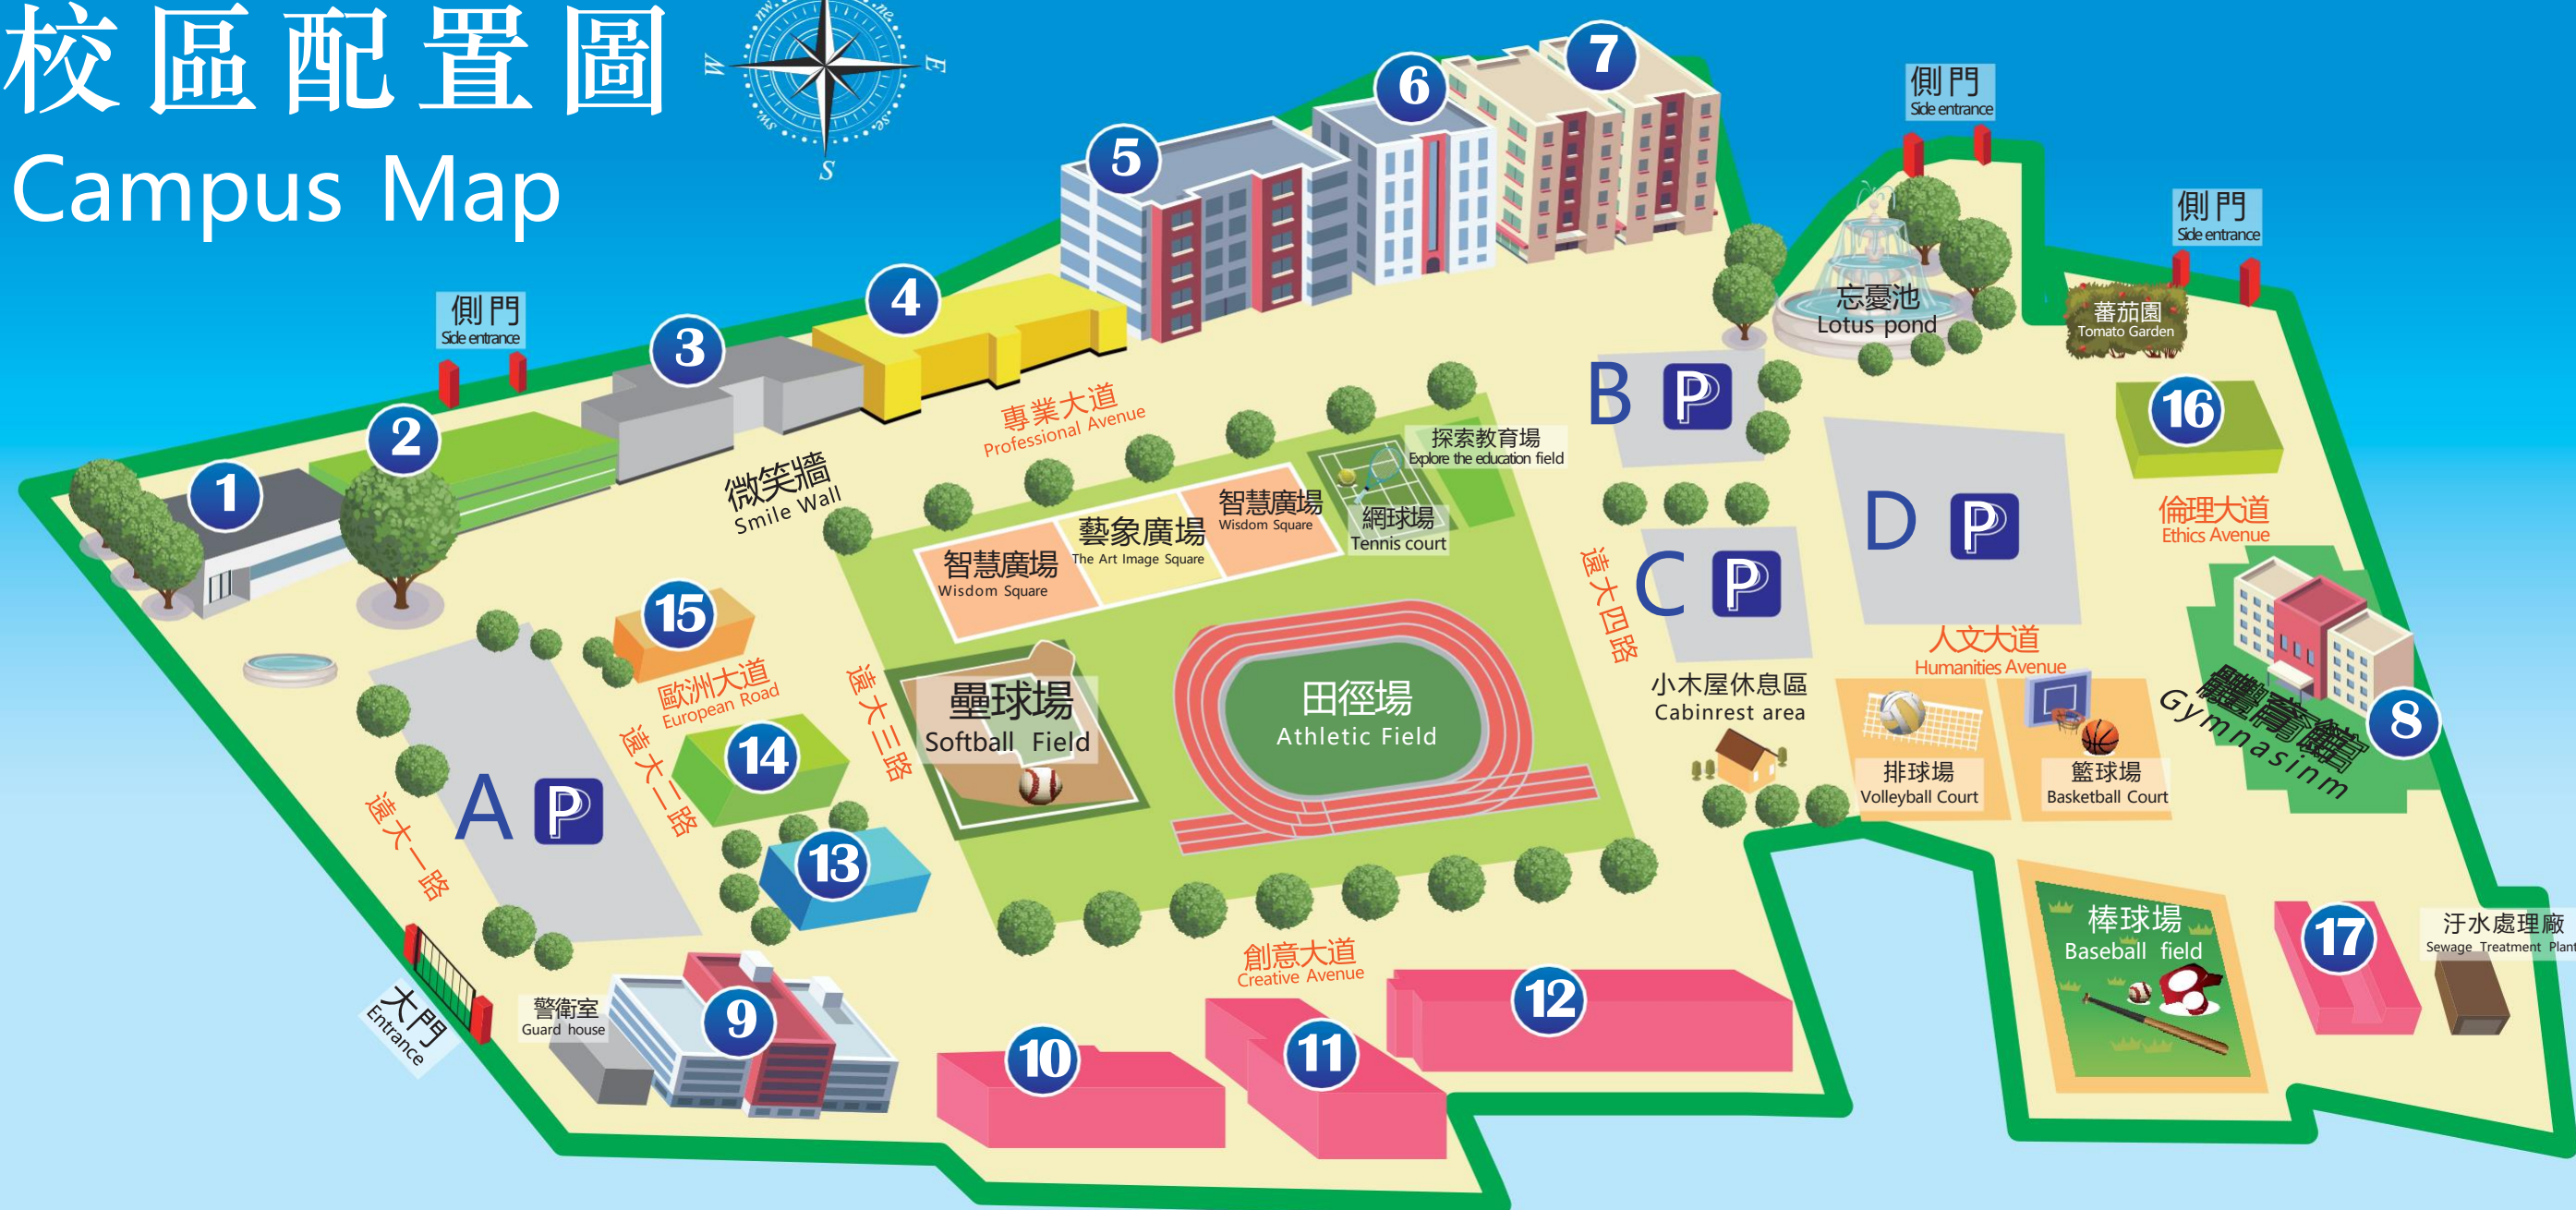 校區配置圖
Campus Map
nw
ne
W
E
sw
se
S
側門
Side entrance
側門
Side entrance
側門
Side entrance
1
2
3
4
5
6
7
忘憂池
Lotus pond
蕃茄園
Tomato Garden
16
倫理大道
Ethics Avenue
專業大道
Professional Avenue
微笑牆
Smile Wall
智慧廣場
Wisdom Square
藝象廣場
The Art Image Square
智慧廣場
Wisdom Square
網球場
Tennis court
探索教育場
Explore the education field
B P
C P
D P
遠大四路
人文大道
Humanities Avenue
小木屋休息區
Cabinrest area
排球場
Volleyball Court
籃球場
Basketball Court
體育館
Gymnasinm
8
15
歐洲大道
European Road
遠大三路
遠大二路
14
13
壘球場
Softball Field
田徑場
Athletic Field
A P
遠大一路
大門
Entrance
警衛室
Guard house
9
10
11
12
創意大道
Creative Avenue
棒球場
Baseball field
17
汙水處理廠
Sewage Treatment Plant